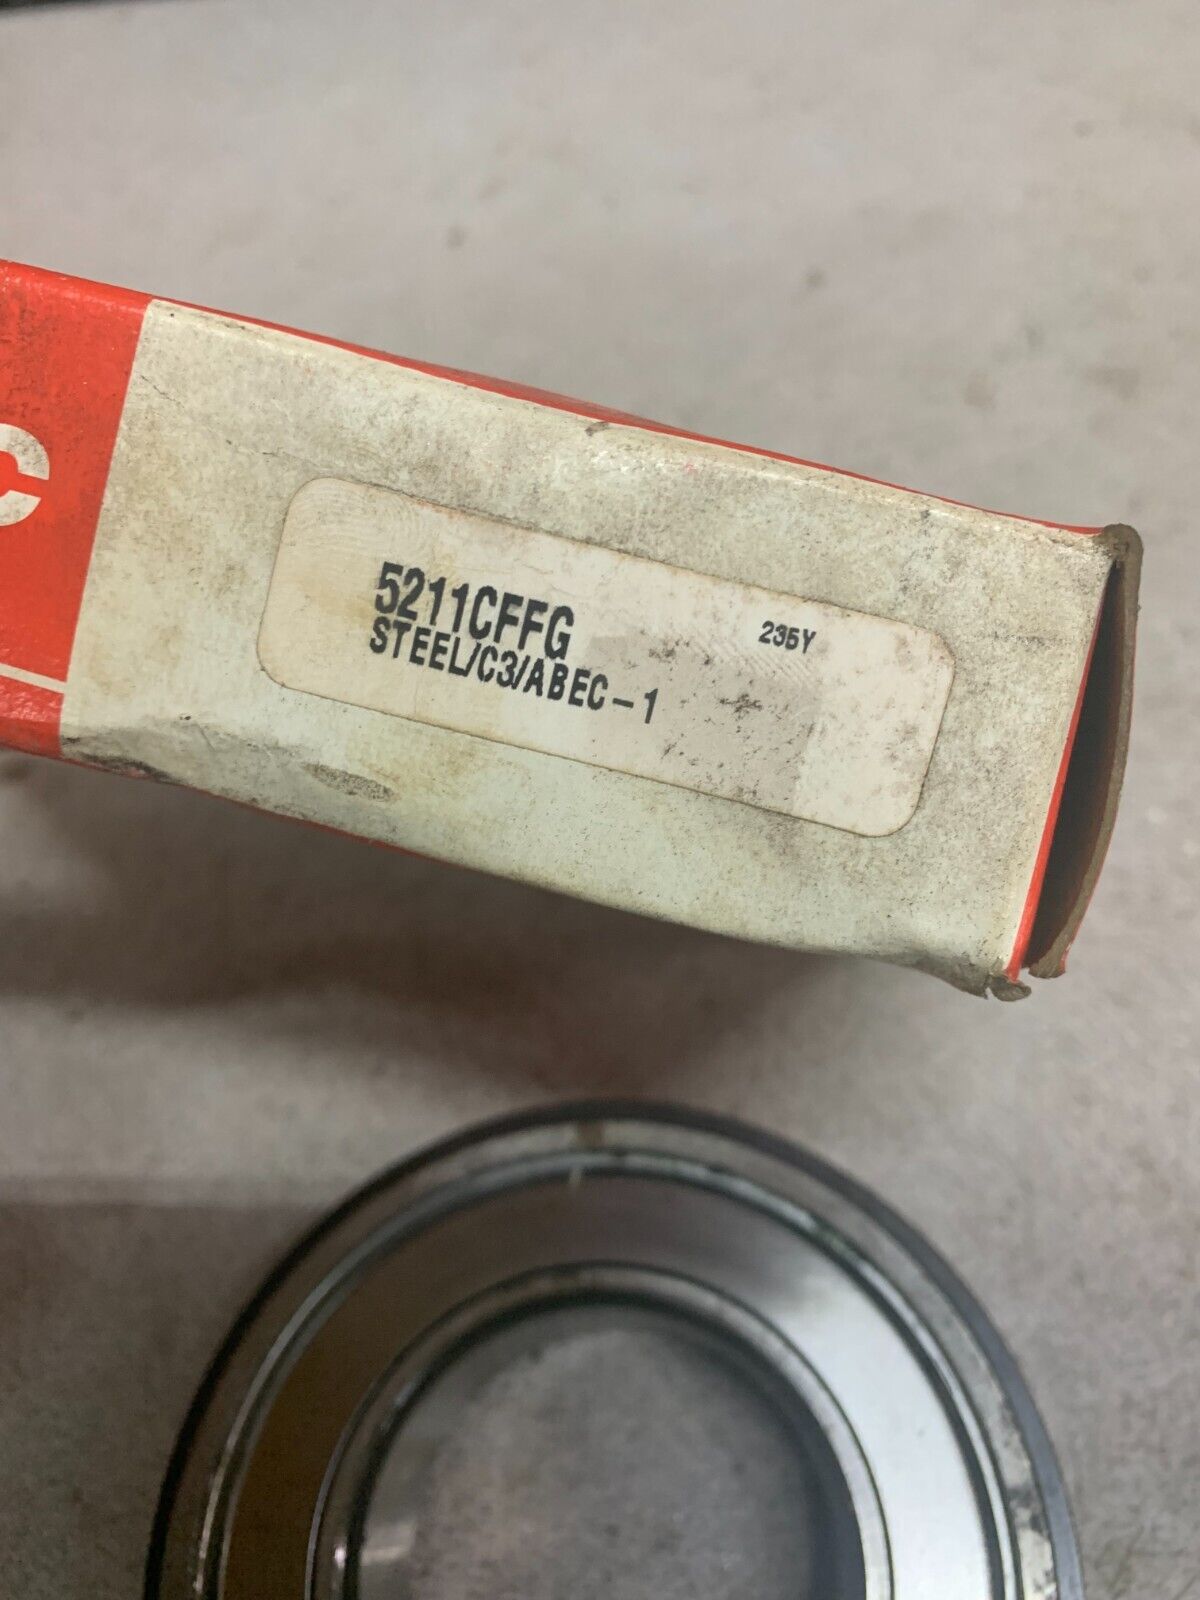 C
5211CFFG 235Y
STEEL/C3/ABEC-1